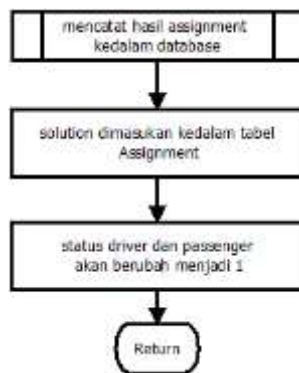 mencatat hasil assignment
kedalam database
solution dimasukan kedalam tabel
Assignment
status driver dan passenger
akan berubah menjadi 1
Return